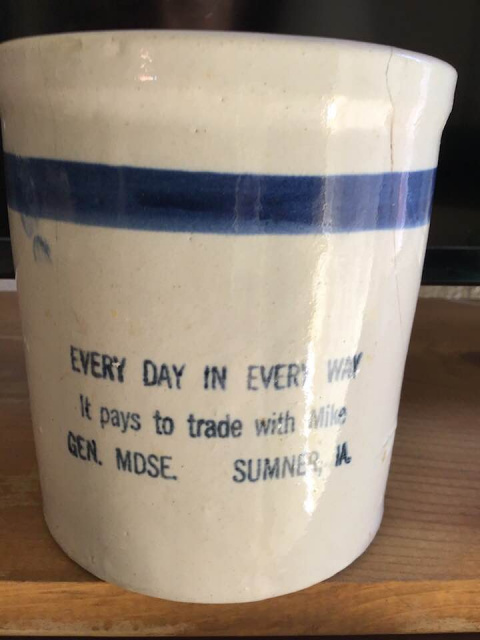 EVERY DAY IN EVERY WAY
It pays to trade with Mike
GEN. MDSE. SUMNER, IA.